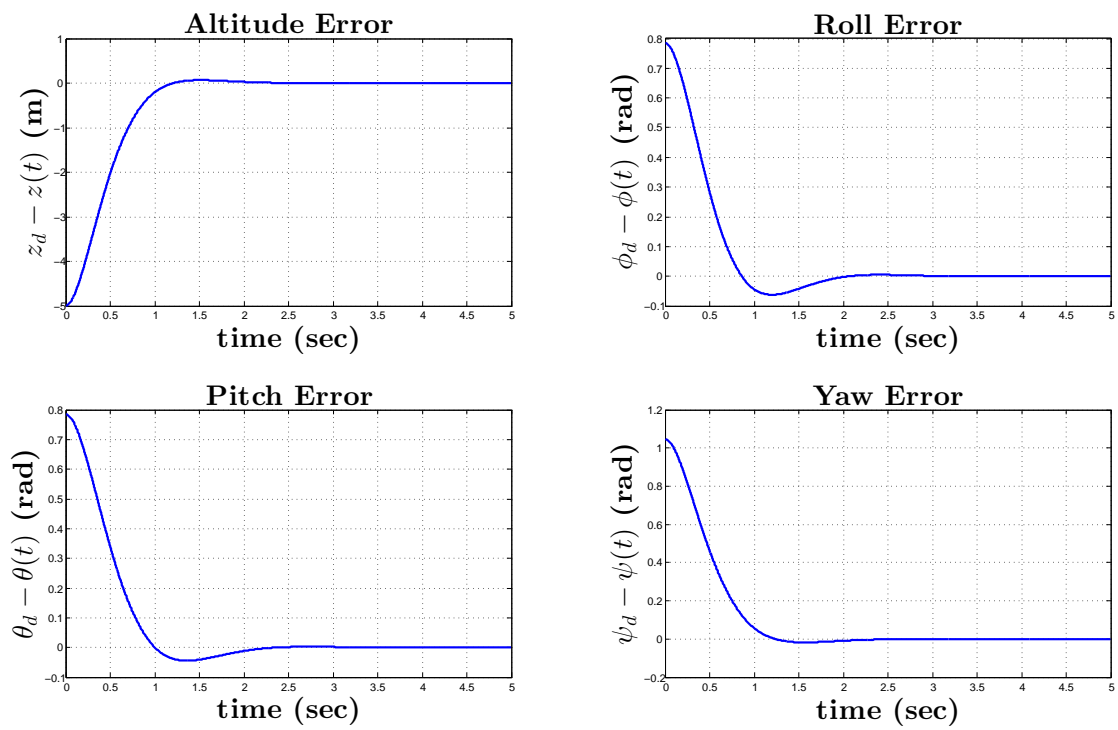 Altitude Error
1
0
−1
−2
−3
−4
−5
0 0.5 1 1.5 2 2.5 3 3.5 4 4.5 5
z_d − z(t) (m)
time (sec)
Roll Error
0.8
0.7
0.6
0.5
0.4
0.3
0.2
0.1
0
−0.1
0 0.5 1 1.5 2 2.5 3 3.5 4 4.5 5
ϕ_d − ϕ(t) (rad)
time (sec)
Pitch Error
0.8
0.7
0.6
0.5
0.4
0.3
0.2
0.1
0
−0.1
0 0.5 1 1.5 2 2.5 3 3.5 4 4.5 5
θ_d − θ(t) (rad)
time (sec)
Yaw Error
1.2
1
0.8
0.6
0.4
0.2
0
−0.2
0 0.5 1 1.5 2 2.5 3 3.5 4 4.5 5
ψ_d − ψ(t) (rad)
time (sec)